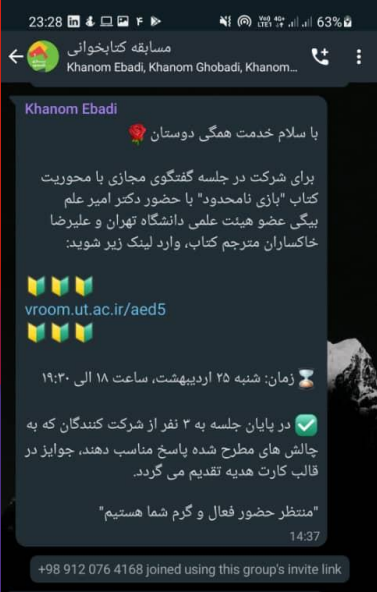 23:28 63%
مسابقه کتابخوانی
Khanom Ebadi, Khanom Ghobadi, Khanom...
Khanom Ebadi
با سلام خدمت همگی دوستان
برای شرکت در جلسه گفتگوی مجازی با محوریت
کتاب "بازی نامحدود" با حضور دکتر امیر علم
بیگی عضو هیئت علمی دانشگاه تهران و علیرضا
خاکساران مترجم کتاب، وارد لینک زیر شوید:
vroom.ut.ac.ir/aed5
زمان: شنبه ۲۵ اردیبهشت، ساعت ۱۸ الی ۱۹:۳۰
در پایان جلسه به ۳ نفر از شرکت کنندگان که به
چالش های مطرح شده پاسخ مناسب دهند، جوایز در
قالب کارت هدیه تقدیم می گردد.
"منتظر حضور فعال و گرم شما هستیم"
14:37
+98 912 076 4168 joined using this group's invite link